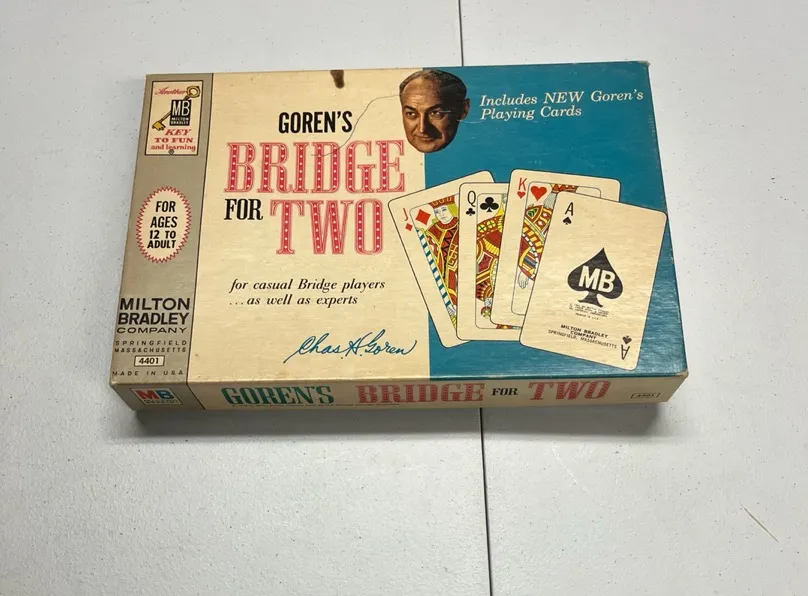 Another
MB
MILTON
BRADLEY
KEY
TO FUN
and learning
FOR
AGES
12 TO
ADULT
MILTON
BRADLEY
COMPANY
SPRINGFIELD
MASSACHUSETTS
4401
MADE IN U.S.A.
GOREN'S
BRIDGE
FOR TWO
for casual Bridge players
...as well as experts
Chas. H. Goren
Includes NEW Goren's
Playing Cards
J
Q
K
A
MB
MILTON BRADLEY
COMPANY
SPRINGFIELD, MASSACHUSETTS
A
MB
GOREN'S BRIDGE FOR TWO
4401